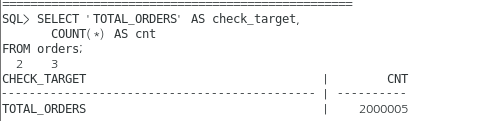 ==================================================
SQL> SELECT 'TOTAL_ORDERS' AS check_target,
       COUNT(*) AS cnt
FROM orders;
  2    3
CHECK_TARGET                                  |        CNT
--------------------------------------------- | ----------
TOTAL_ORDERS                                  |    2000005